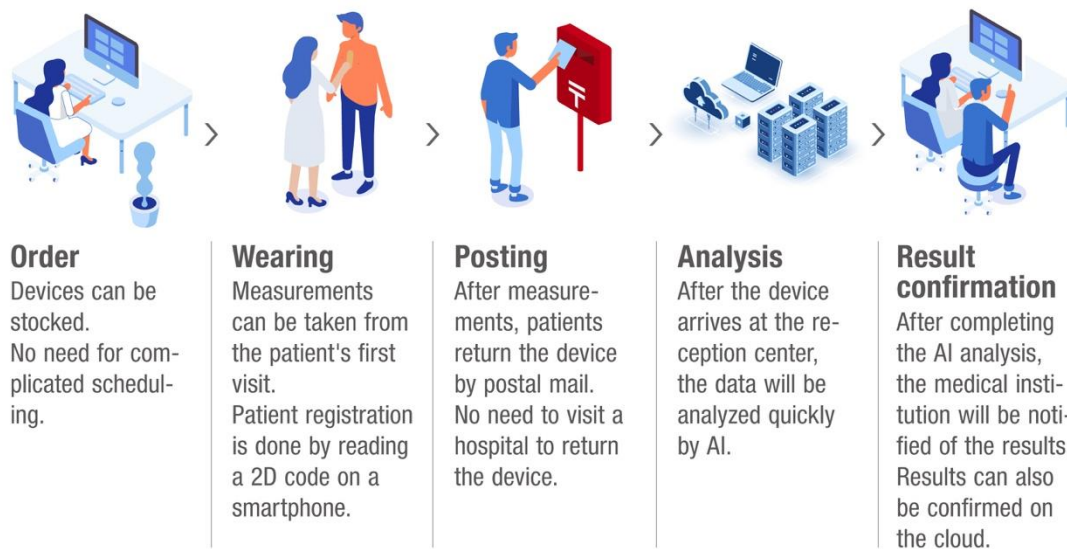 Order
Devices can be
stocked.
No need for com-
plicated schedul-
ing.
Wearing
Measurements
can be taken from
the patient's first
visit.
Patient registration
is done by reading
a 2D code on a
smartphone.
Posting
After measure-
ments, patients
return the device
by postal mail.
No need to visit a
hospital to return
the device.
Analysis
After the device
arrives at the re-
ception center,
the data will be
analyzed quickly
by AI.
Result
confirmation
After completing
the AI analysis,
the medical insti-
tution will be noti-
fied of the results
Results can also
be confirmed on
the cloud.